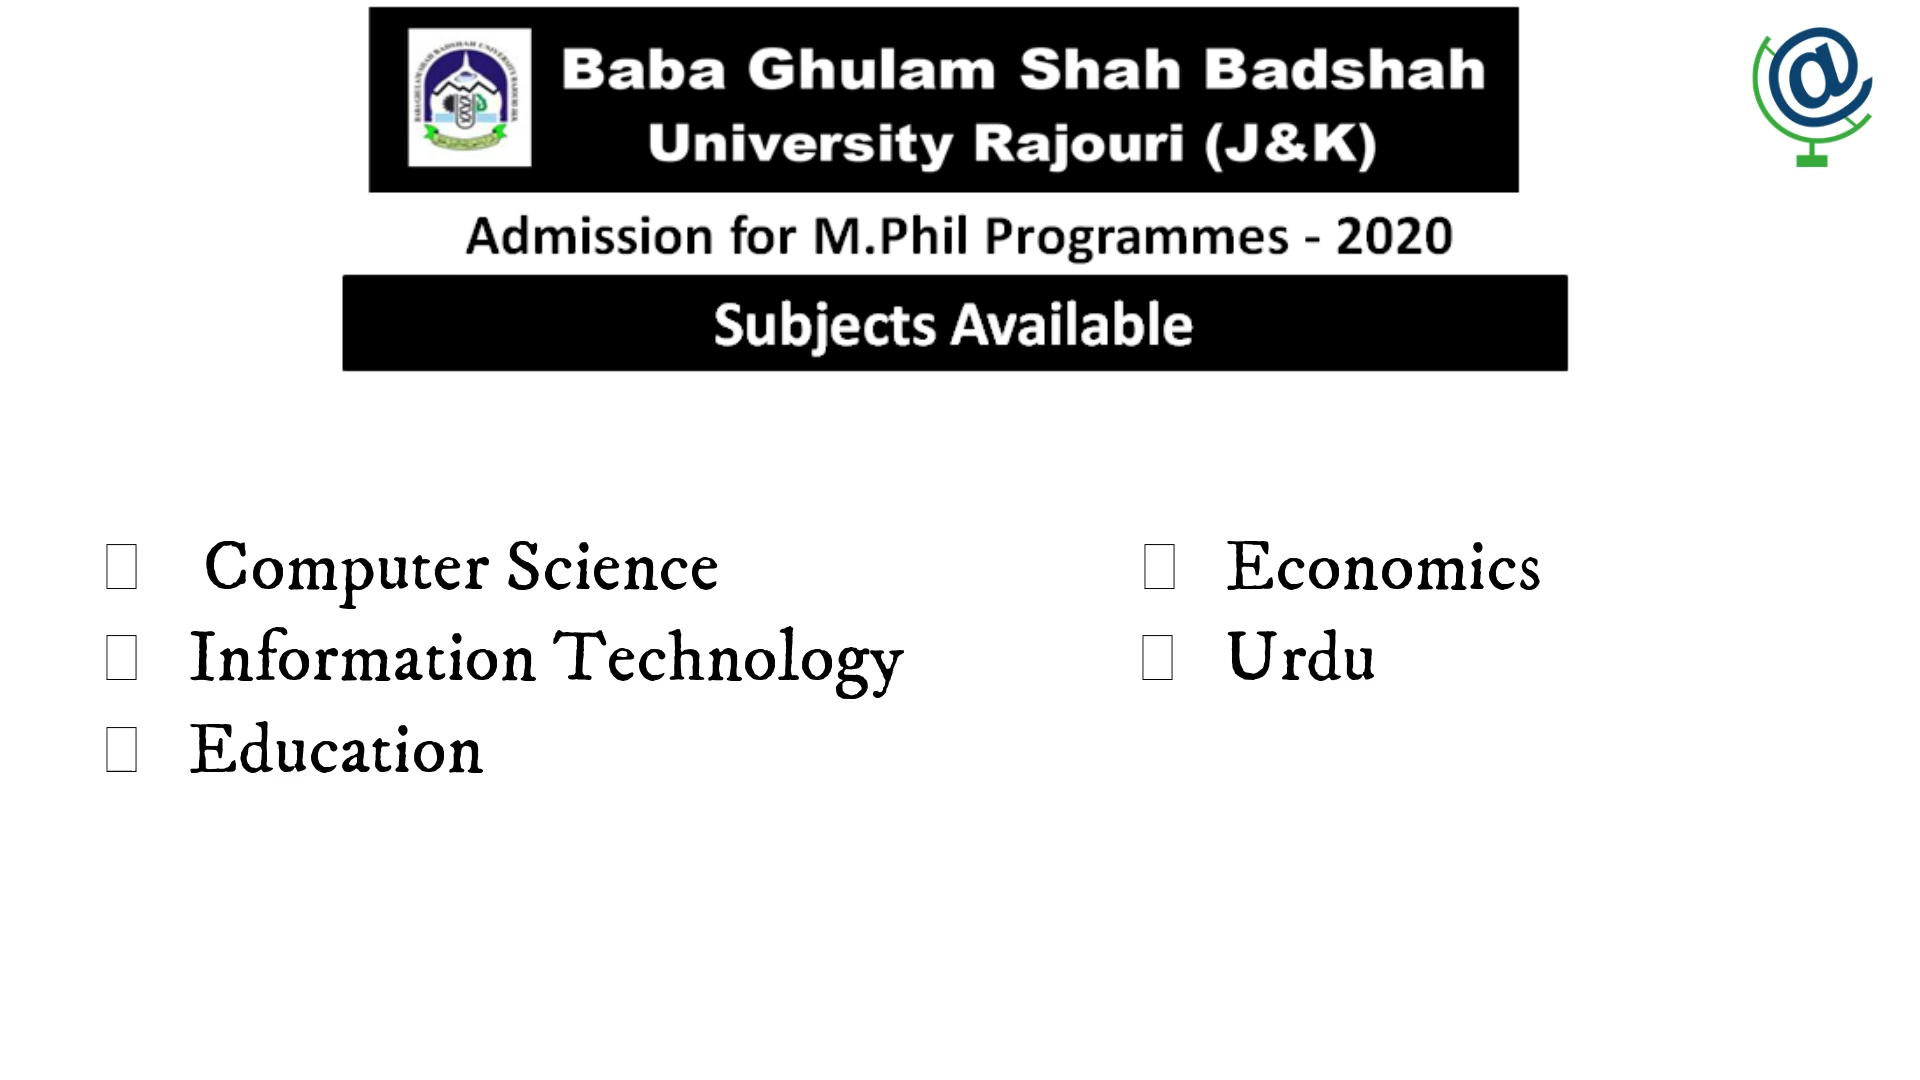 Baba Ghulam Shah Badshah
University Rajouri (J&K)
Admission for M.Phil Programmes - 2020
Subjects Available
Computer Science
Information Technology
Education
Economics
Urdu